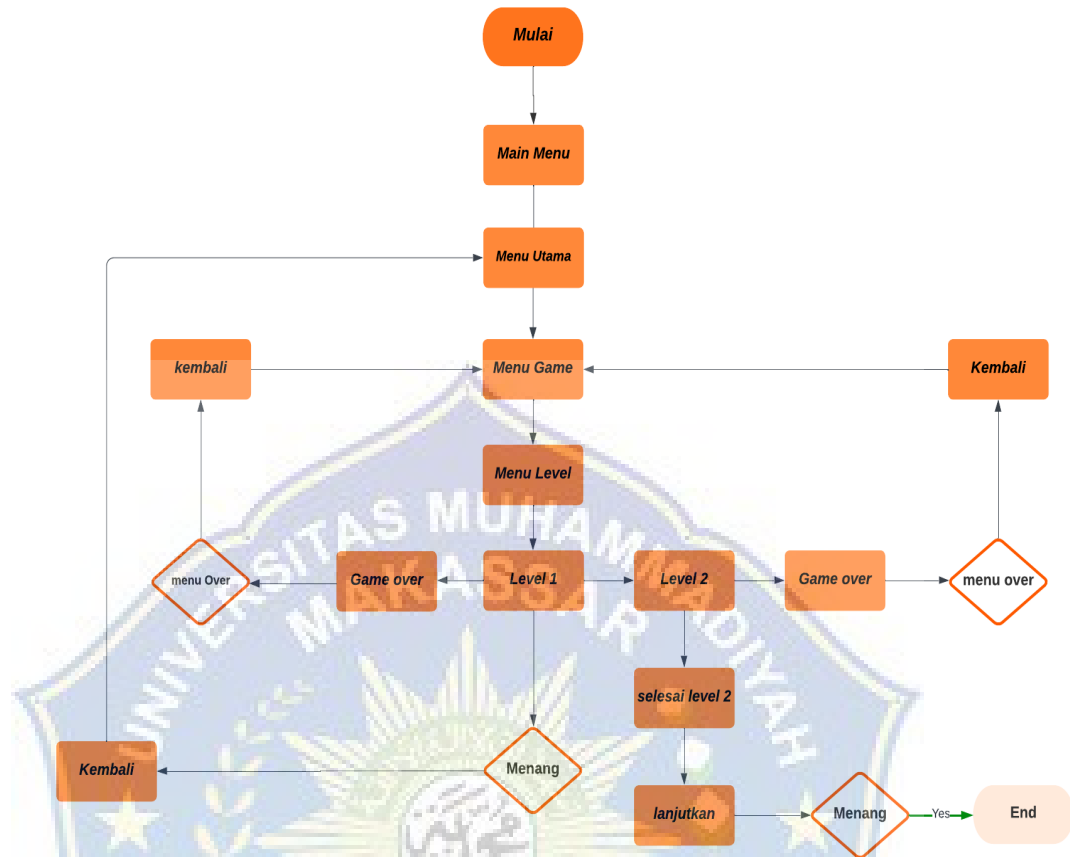 Mulai
Main Menu
Menu Utama
kembali
Menu Game
Kembali
Menu Level
UNIVERSITAS MUHAMMADIYAH
MAKASSAR
menu Over
Game over
Level 1
Level 2
Game over
menu over
selesai level 2
Kembali
Menang
lanjutkan
Menang
Yes
End